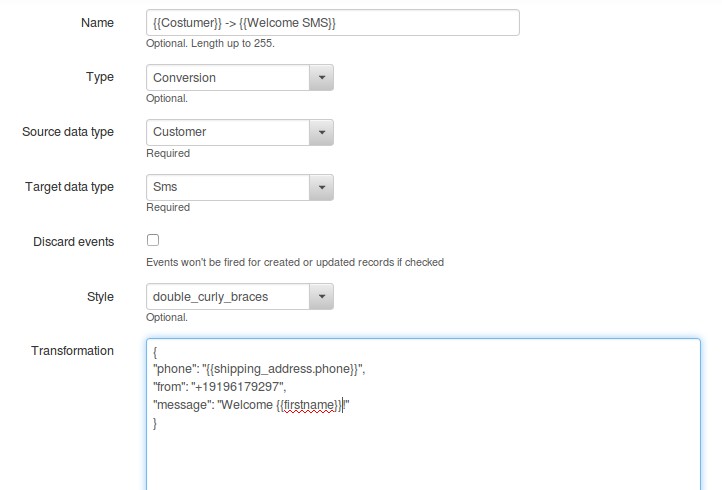 Name {{Costumer}} -> {{Welcome SMS}}
Optional. Length up to 255.
Type Conversion
Optional.
Source data type Customer
Required
Target data type Sms
Required
Discard events
Events won't be fired for created or updated records if checked
Style double_curly_braces
Optional.
Transformation {
"phone": "{{shipping_address.phone}}",
"from": "+19196179297",
"message": "Welcome {{firstname}}!"
}